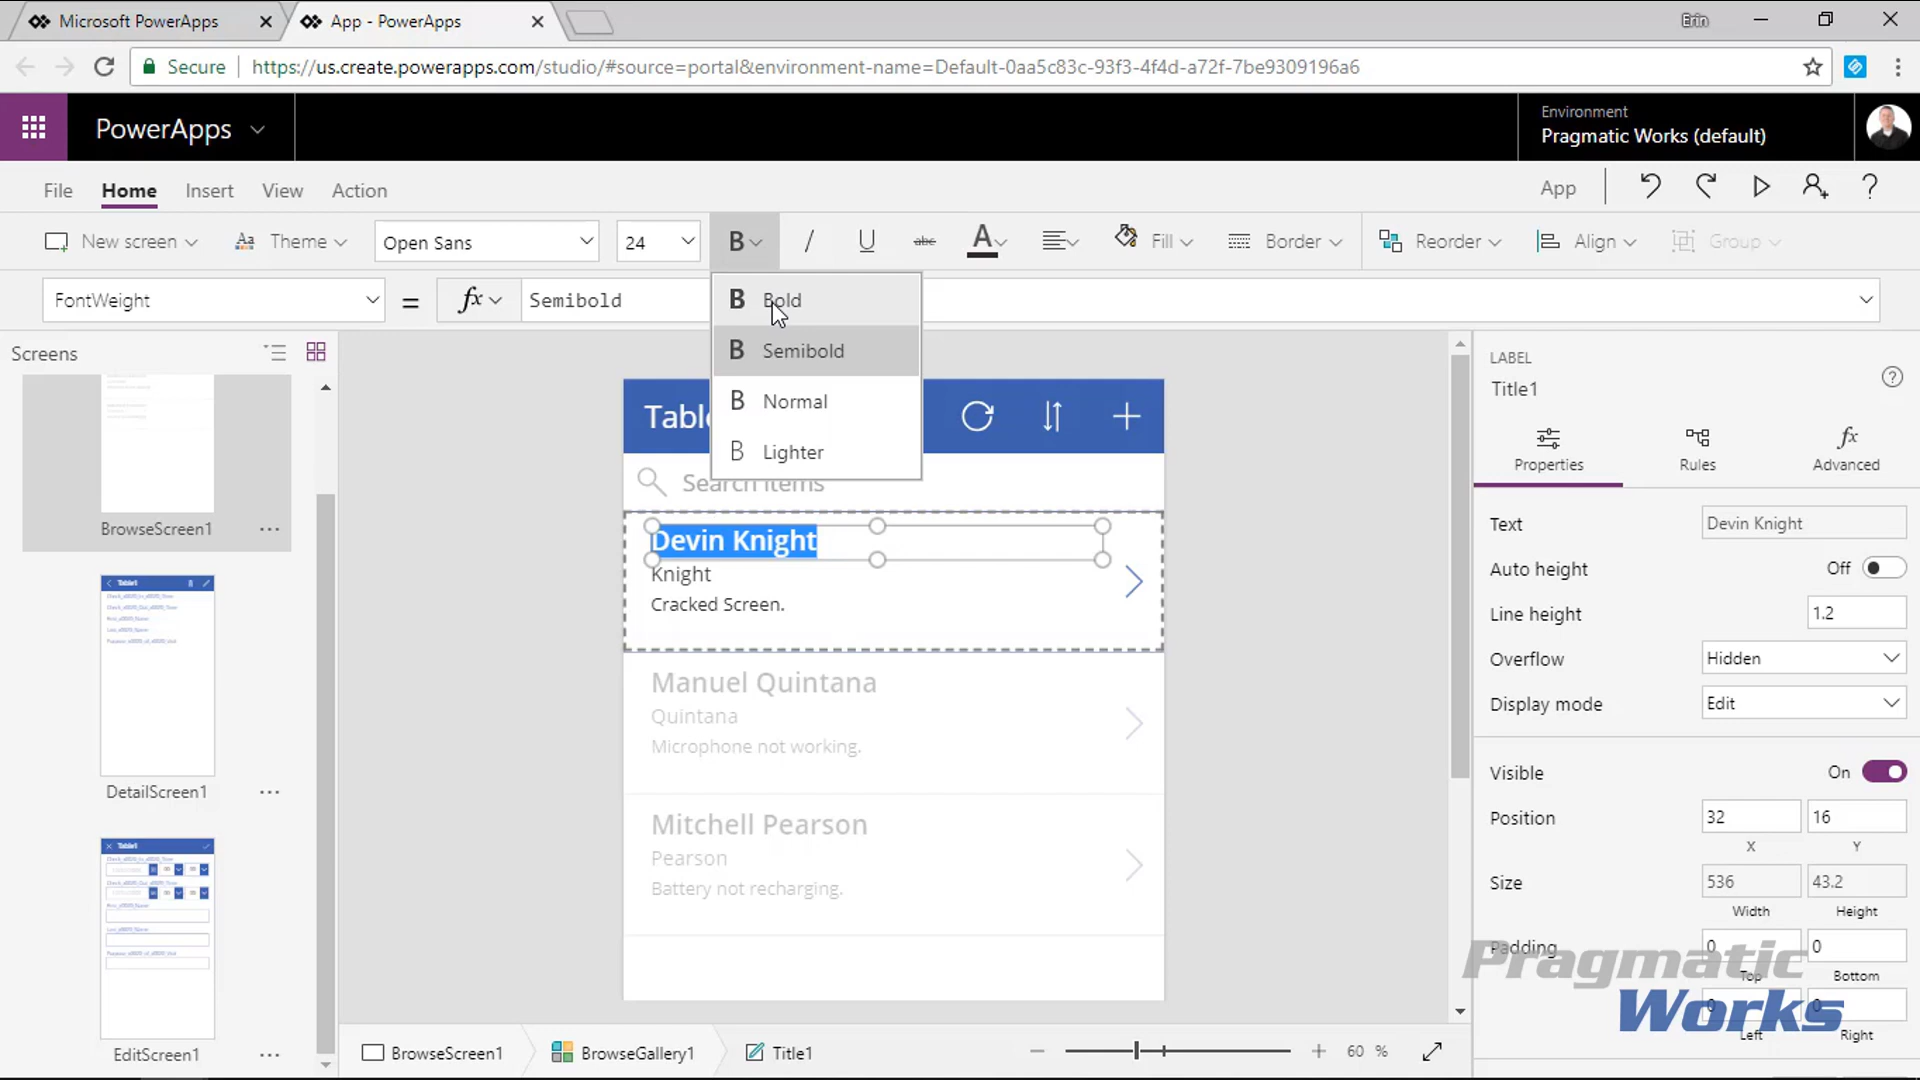 Microsoft PowerApps
App - PowerApps
Erin
Secure
https://us.create.powerapps.com/studio/#source=portal&environment-name=Default-0aa5c83c-93f3-4f4d-a72f-7be9309196a6
PowerApps
Environment
Pragmatic Works (default)
File
Home
Insert
View
Action
App
New screen
Theme
Open Sans
24
B
/
U
abc
A
Fill
Border
Reorder
Align
Group
FontWeight
=
fx
Semibold
B Bold
B Semibold
B Normal
B Lighter
Screens
BrowseScreen1
Table1
DetailScreen1
Table1
EditScreen1
Search items
Devin Knight
Knight
Cracked Screen.
Manuel Quintana
Quintana
Microphone not working.
Mitchell Pearson
Pearson
Battery not recharging.
LABEL
Title1
Properties
Rules
Advanced
Text
Devin Knight
Auto height
Off
Line height
1.2
Overflow
Hidden
Display mode
Edit
Visible
On
Position
32
16
X
Y
Size
536
43.2
Width
Height
Padding
0
0
Top
Bottom
Left
Right
Pragmatic
Works
BrowseScreen1
BrowseGallery1
Title1
60 %